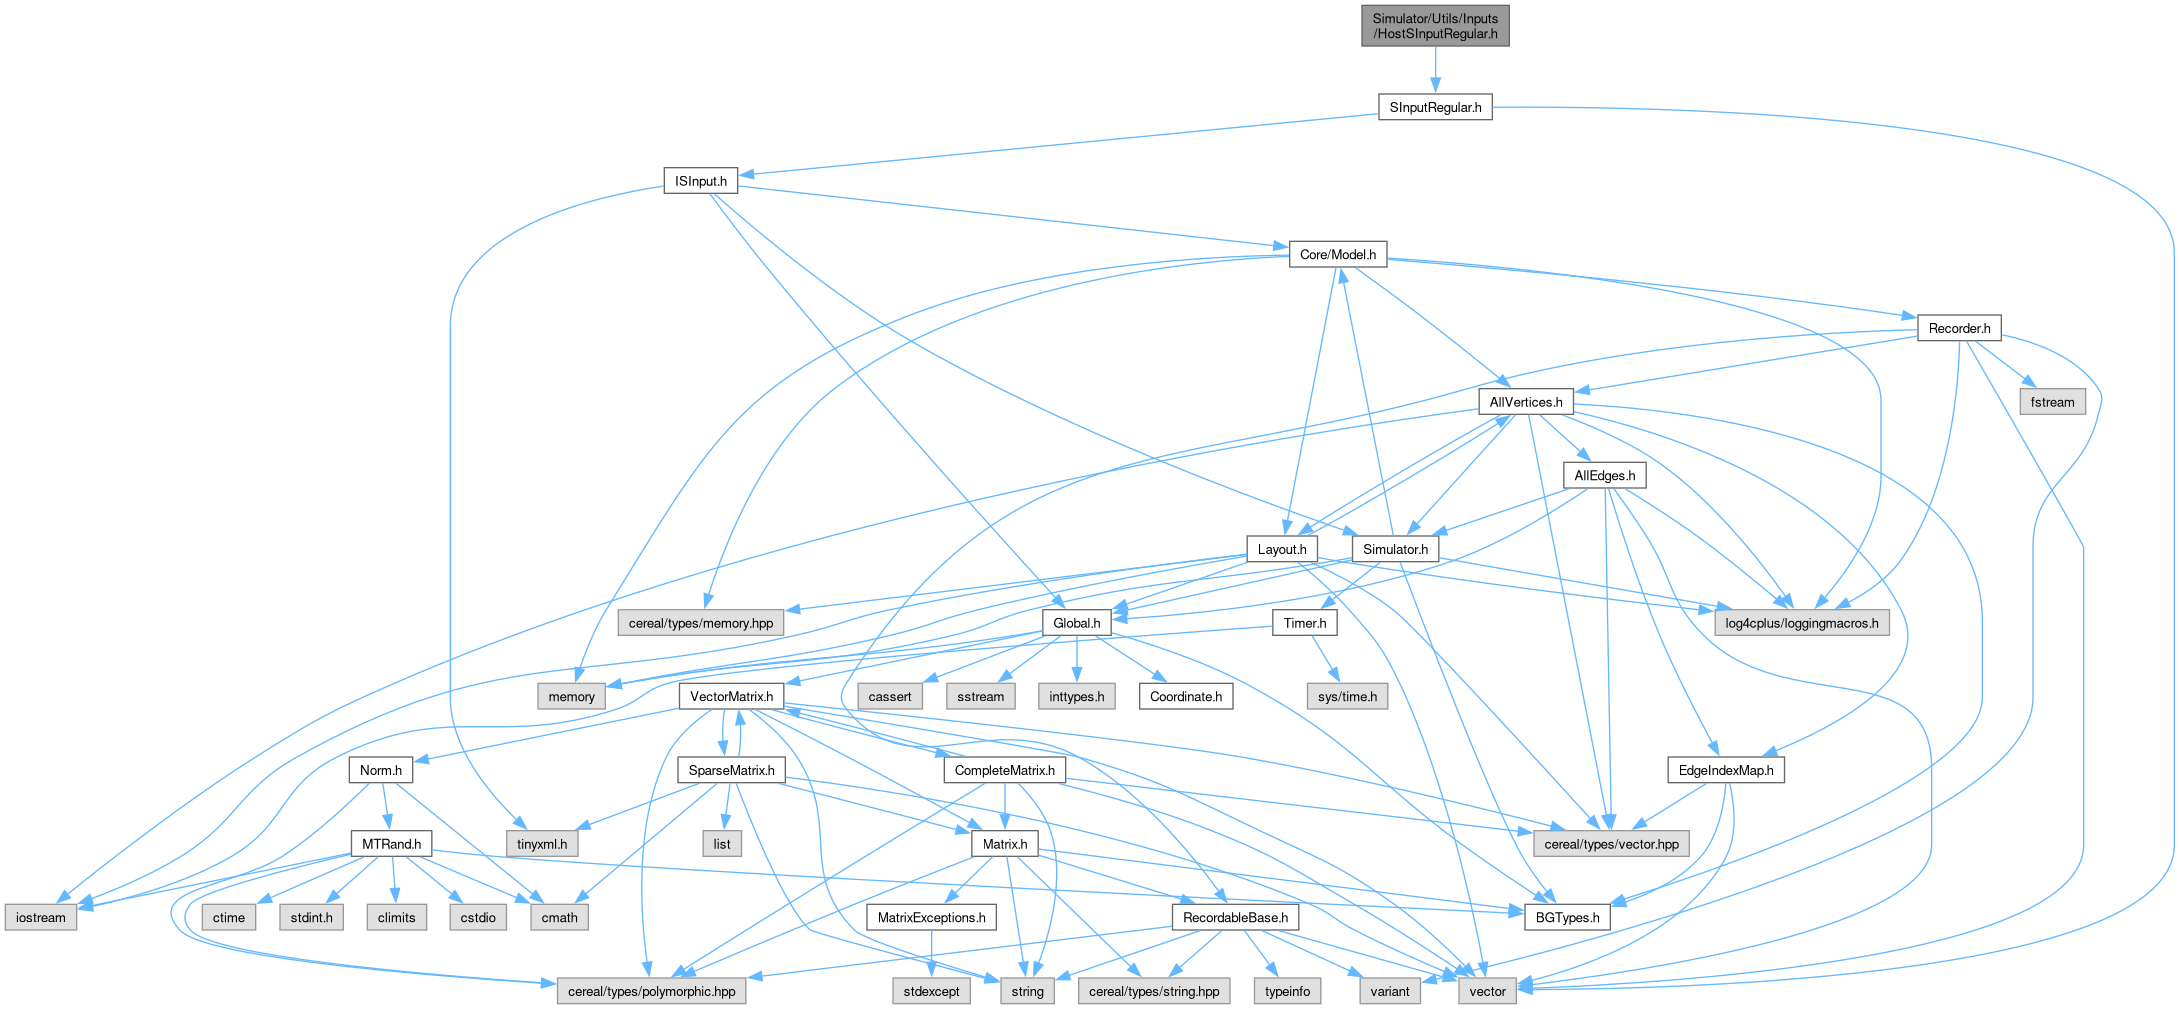 Simulator/Utils/Inputs
/HostSInputRegular.h
SInputRegular.h
ISInput.h
Core/Model.h
Recorder.h
AllVertices.h
fstream
AllEdges.h
Layout.h
Simulator.h
cereal/types/memory.hpp
Global.h
Timer.h
log4cplus/loggingmacros.h
memory
VectorMatrix.h
cassert
sstream
inttypes.h
Coordinate.h
sys/time.h
Norm.h
SparseMatrix.h
CompleteMatrix.h
EdgeIndexMap.h
MTRand.h
tinyxml.h
list
Matrix.h
cereal/types/vector.hpp
iostream
ctime
stdint.h
climits
cstdio
cmath
MatrixExceptions.h
RecordableBase.h
BGTypes.h
cereal/types/polymorphic.hpp
stdexcept
string
cereal/types/string.hpp
typeinfo
variant
vector